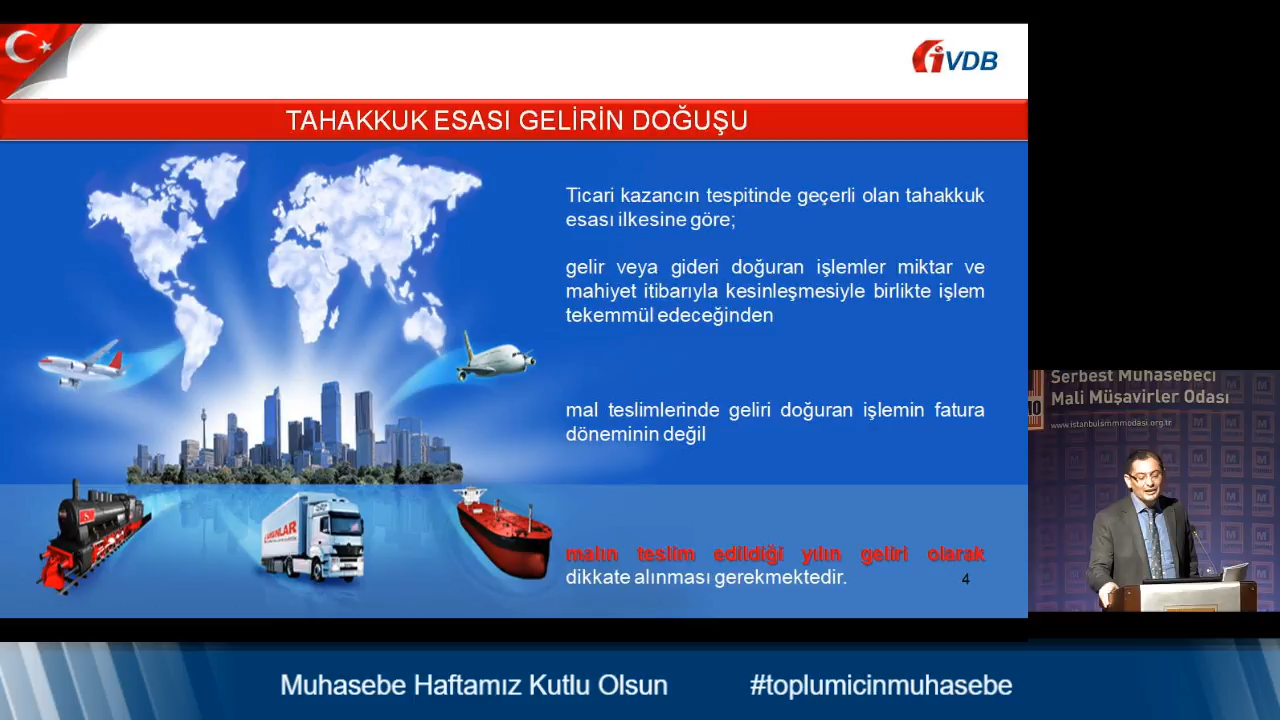 iVDB
TAHAKKUK ESASI GELİRİN DOĞUŞU
Ticari kazancın tespitinde geçerli olan tahakkuk
esası ilkesine göre;
gelir veya gideri doğuran işlemler miktar ve
mahiyet itibarıyla kesinleşmesiyle birlikte işlem
tekemmül edeceğinden
mal teslimlerinde geliri doğuran işlemin fatura
döneminin değil
malın teslim edildiği yılın geliri olarak
dikkate alınması gerekmektedir.
4
Serbest Muhasebeci
Mali Müşavirler Odası
www.istanbulsmmmodasi.org.tr
Muhasebe Haftamız Kutlu Olsun
#toplumicinmuhasebe